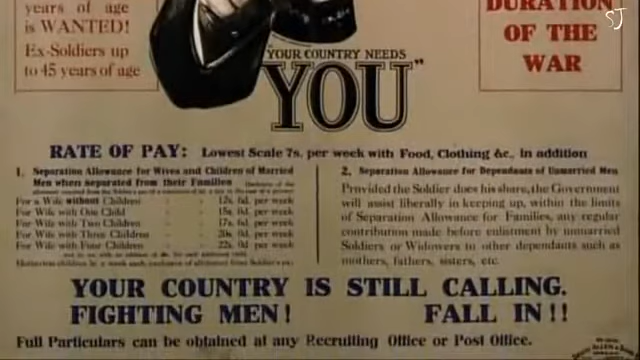 years of age
is WANTED!
Ex-Soldiers up
to 45 years of age
DURATION
OF THE
WAR
SJ
"YOUR COUNTRY NEEDS
YOU"
RATE OF PAY: Lowest Scale 7s. per week with Food, Clothing &c., in addition
1. Separation Allowance for Wives and Children of Married
Men when separated from their Families
For a Wife without Children 12s. 6d. per week
For Wife with One Child 15s. 0d. per week
For Wife with Two Children 17s. 6d. per week
For Wife with Three Children 20s. 0d. per week
For Wife with Four Children 22s. 0d. per week
2. Separation Allowance for Dependants of Unmarried Men
Provided the Soldier does his share, the Government
will assist liberally in keeping up, within the limits
of Separation Allowance for Families, any regular
contribution made before enlistment by unmarried
Soldiers or Widowers to other dependants such as
mothers, fathers, sisters, etc.
YOUR COUNTRY IS STILL CALLING.
FIGHTING MEN! FALL IN!!
Full Particulars can be obtained at any Recruiting Office or Post Office.